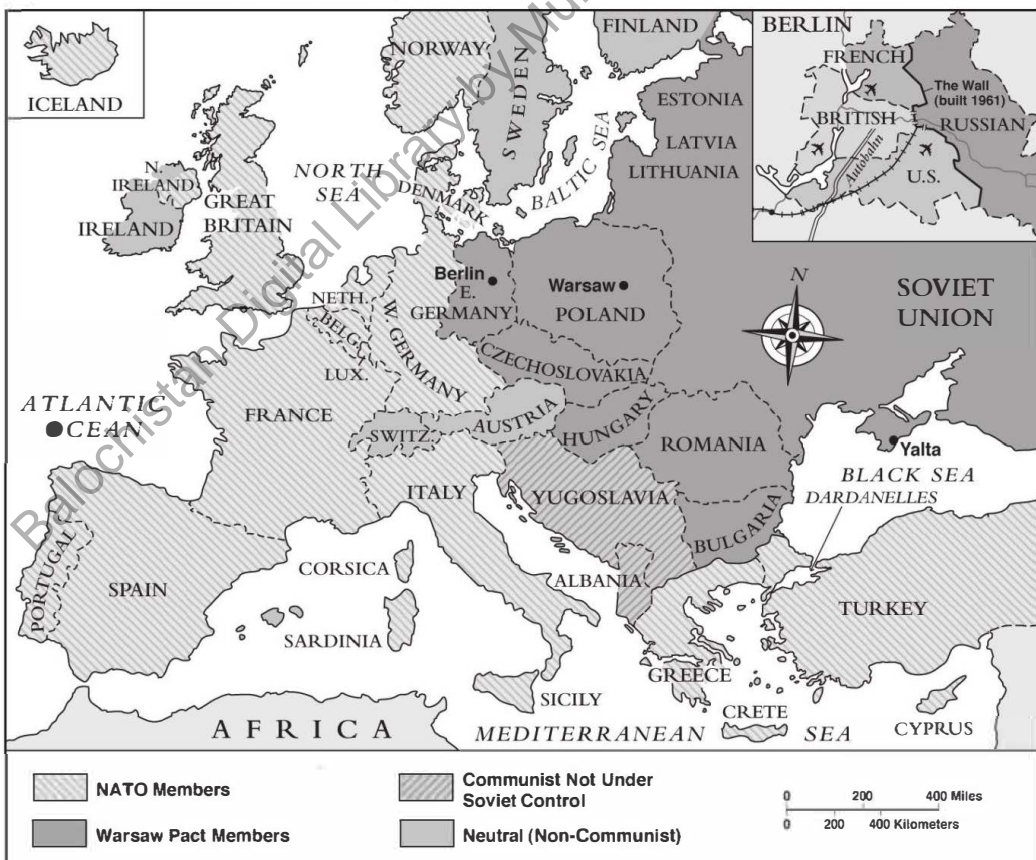 ICELAND
NORWAY
SWEDEN
FINLAND
ESTONIA
LATVIA
LITHUANIA
BALTIC SEA
NORTH
SEA
DENMARK
N.
IRELAND
IRELAND
GREAT
BRITAIN
NETH.
BELG.
LUX.
W. GERMANY
Berlin
E.
GERMANY
Warsaw
POLAND
SOVIET
UNION
N
CZECHOSLOVAKIA
ATLANTIC
OCEAN
FRANCE
SWITZ.
AUSTRIA
HUNGARY
ROMANIA
Yalta
BLACK SEA
DARDANELLES
ITALY
YUGOSLAVIA
BULGARIA
PORTUGAL
SPAIN
CORSICA
SARDINIA
ALBANIA
TURKEY
GREECE
SICILY
CRETE
CYPRUS
AFRICA
MEDITERRANEAN SEA
BERLIN
FRENCH
The Wall
(built 1961)
BRITISH
RUSSIAN
Autobahn
U.S.
NATO Members
Warsaw Pact Members
Communist Not Under
Soviet Control
Neutral (Non-Communist)
0 200 400 Miles
0 200 400 Kilometers
Balochistan Digital Library by